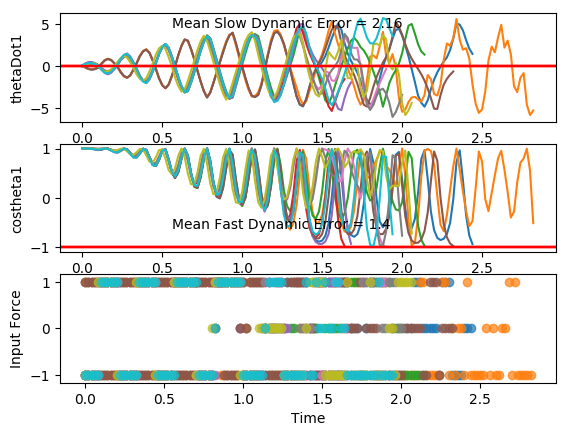 Mean Slow Dynamic Error = 2.16
thetaDot1
5
0
−5
0.0 0.5 1.0 1.5 2.0 2.5
costheta1
1
0
−1
Mean Fast Dynamic Error = 1.4
0.0 0.5 1.0 1.5 2.0 2.5
Input Force
1
0
−1
0.0 0.5 1.0 1.5 2.0 2.5
Time